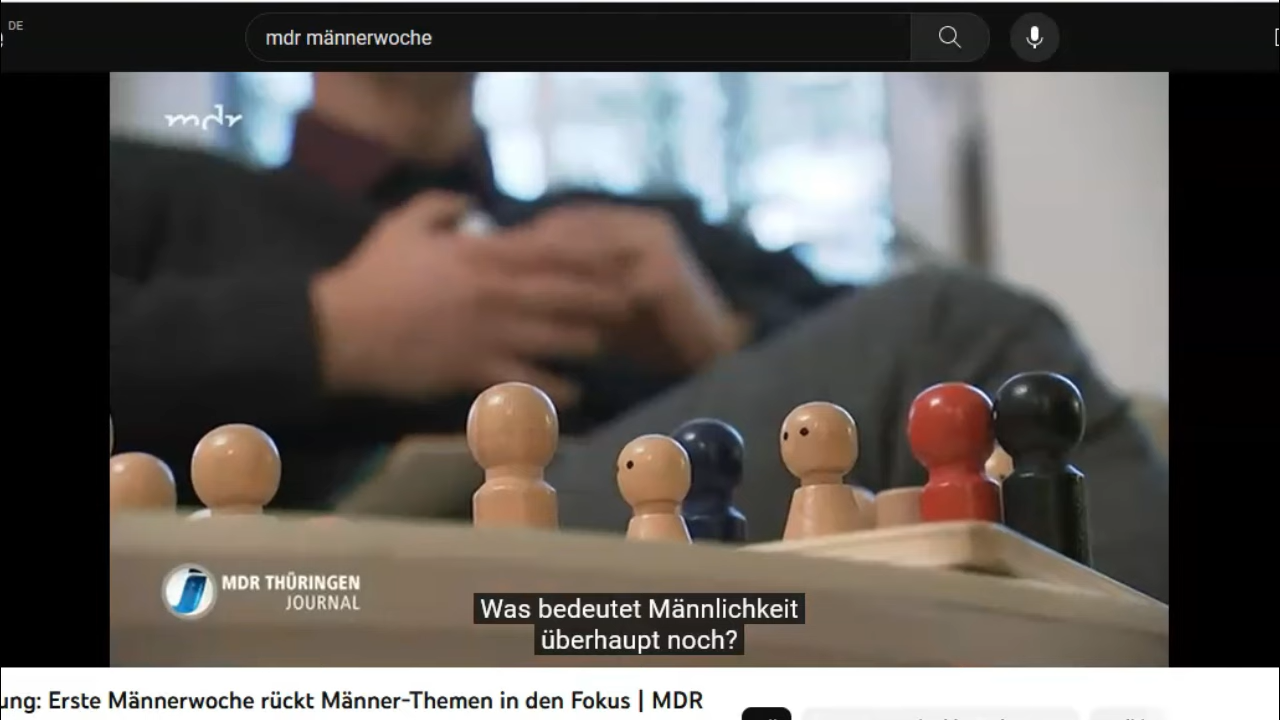 DE
mdr männerwoche
mdr
MDR THÜRINGEN
JOURNAL
Was bedeutet Männlichkeit
überhaupt noch?
ung: Erste Männerwoche rückt Männer-Themen in den Fokus | MDR